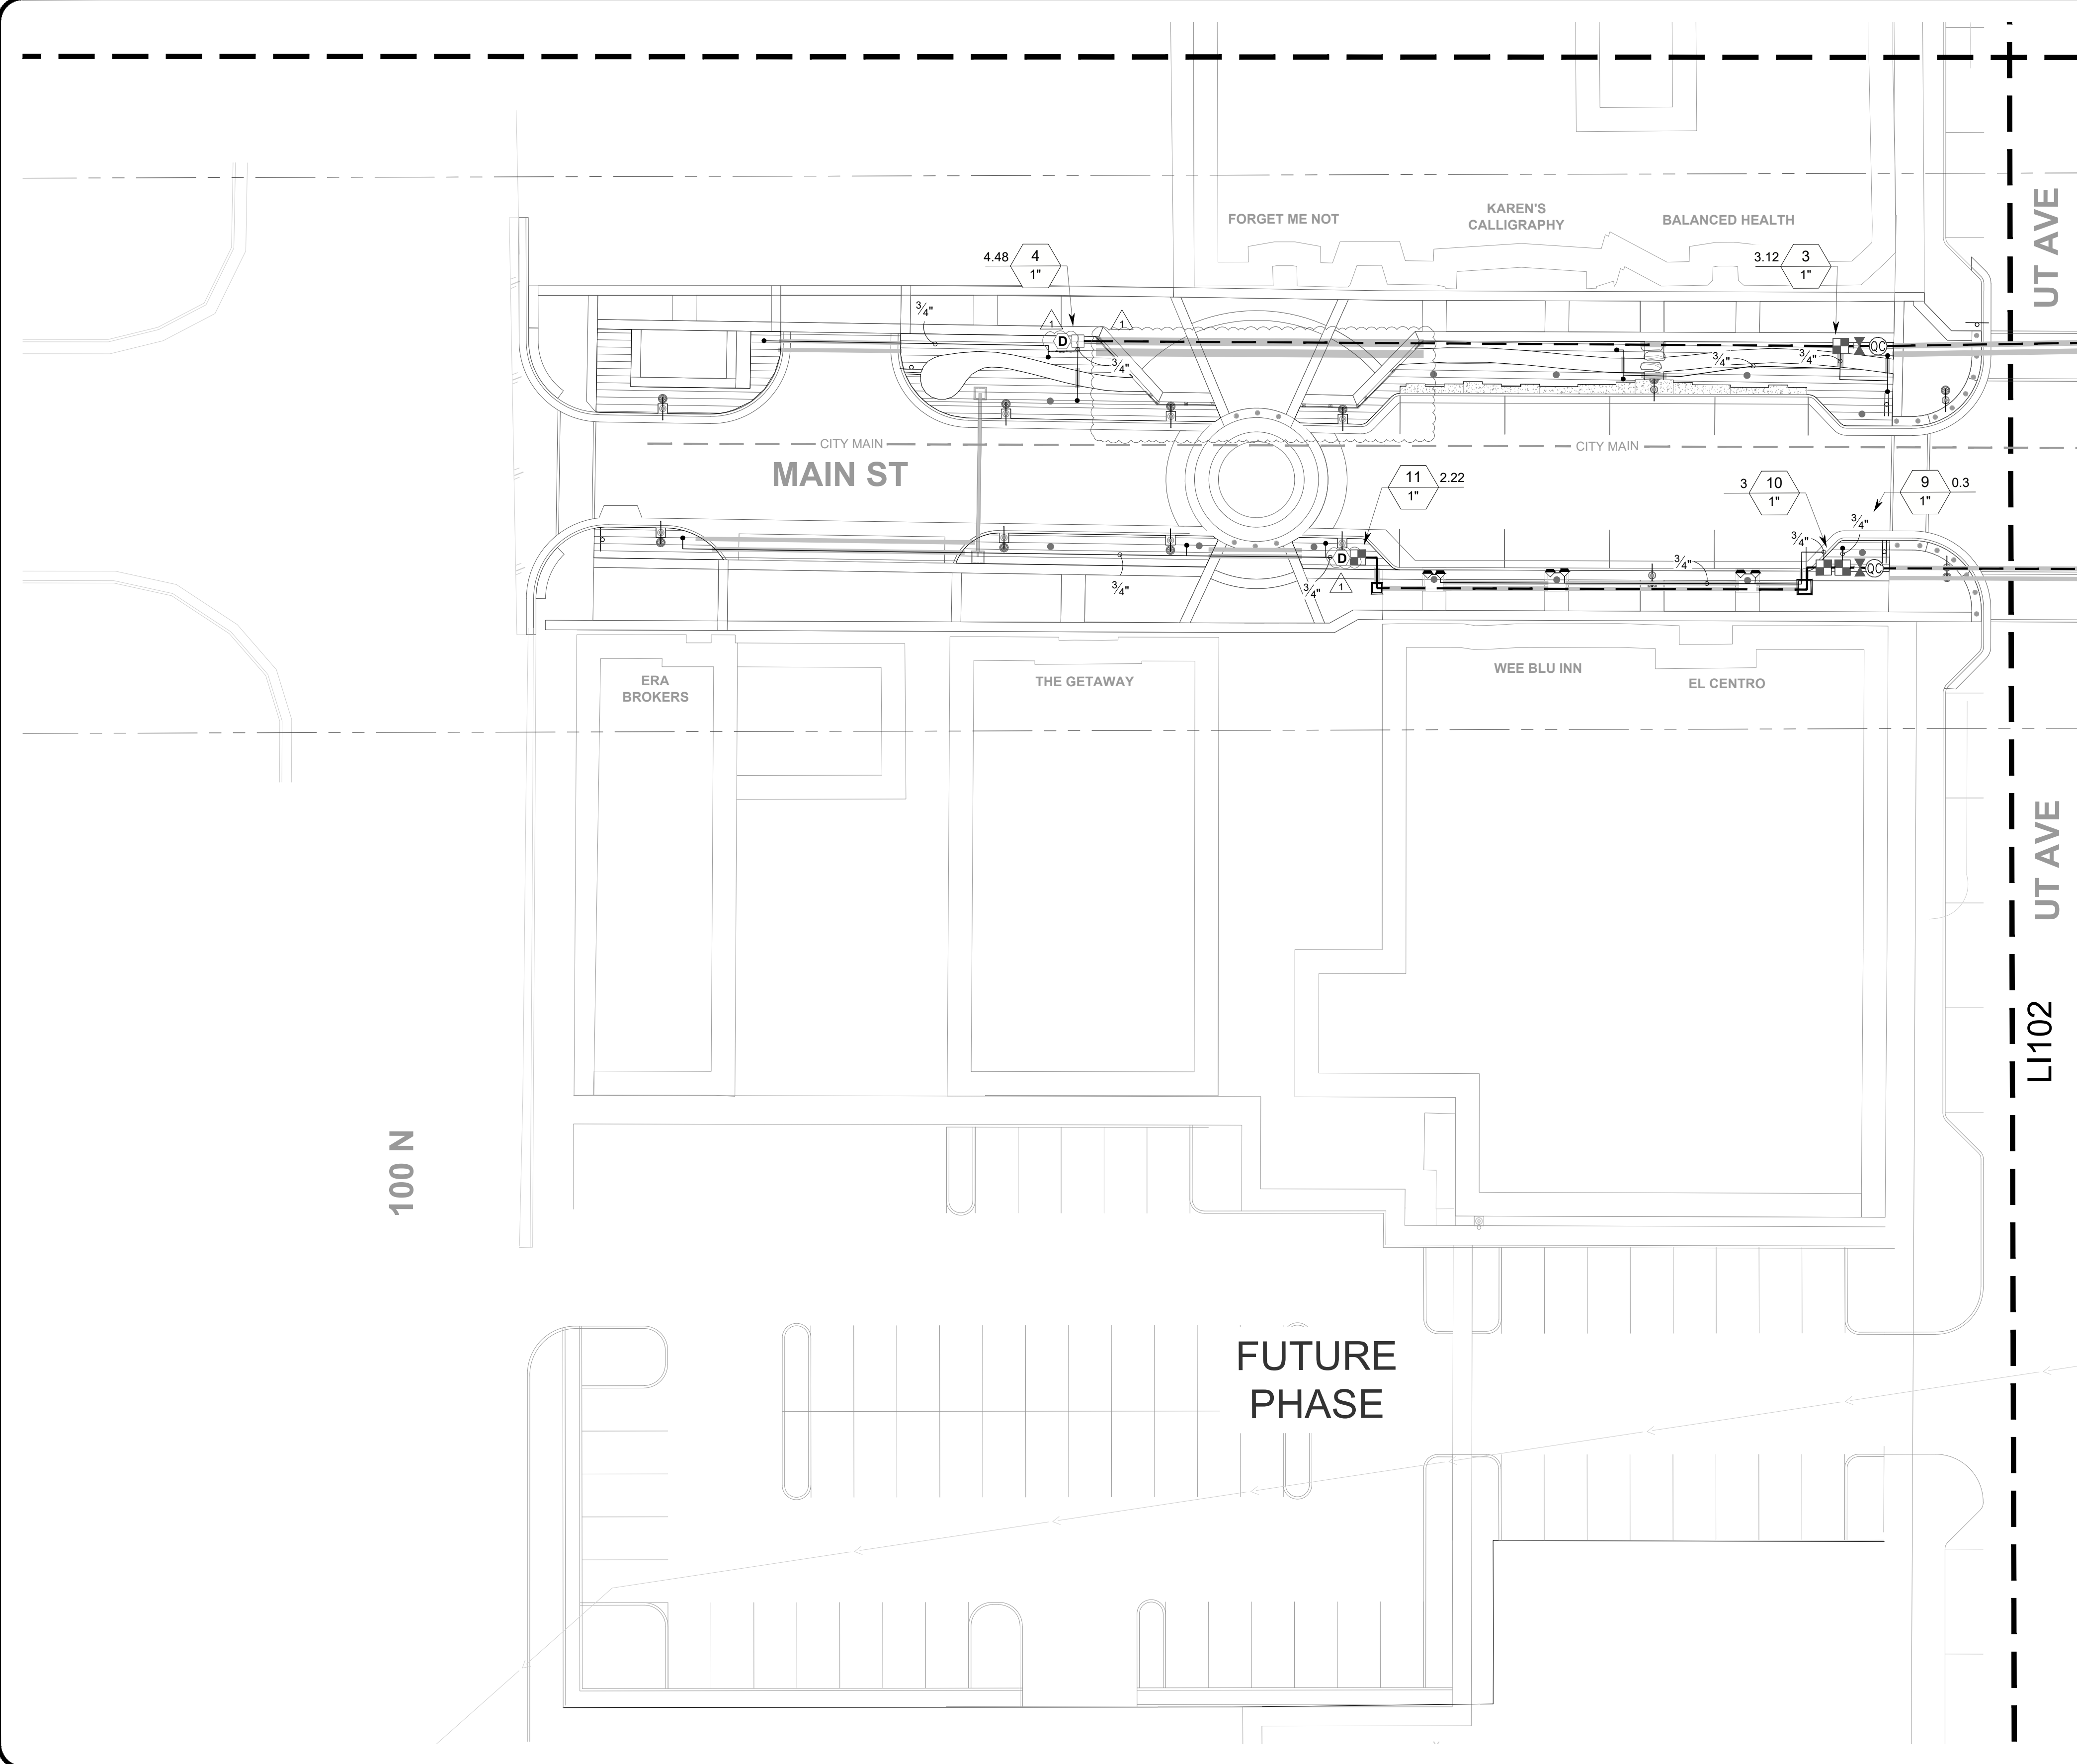 UT AVE
FORGET ME NOT
KAREN'S
CALLIGRAPHY
BALANCED HEALTH
4.48
4
1"
3.12
3
1"
3/4"
1
1
D
3/4"
3/4"
3/4"
QC
CITY MAIN
CITY MAIN
MAIN ST
11
2.22
1"
3
10
1"
9
0.3
1"
3/4"
3/4"
3/4"
D
QC
3/4"
3/4"
1
ERA
BROKERS
THE GETAWAY
WEE BLU INN
EL CENTRO
UT AVE
LI102
100 N
FUTURE
PHASE